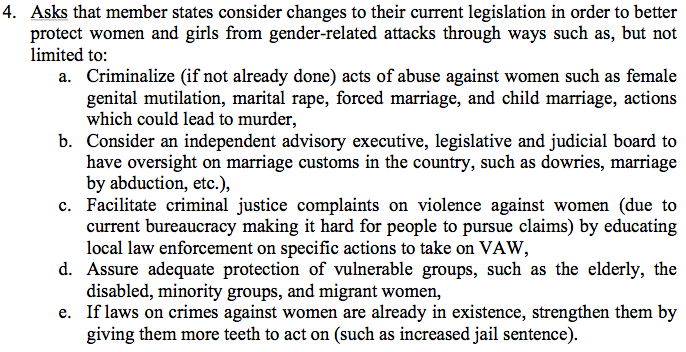 4. Asks that member states consider changes to their current legislation in order to better
protect women and girls from gender-related attacks through ways such as, but not
limited to:
a. Criminalize (if not already done) acts of abuse against women such as female
genital mutilation, marital rape, forced marriage, and child marriage, actions
which could lead to murder,
b. Consider an independent advisory executive, legislative and judicial board to
have oversight on marriage customs in the country, such as dowries, marriage
by abduction, etc.),
c. Facilitate criminal justice complaints on violence against women (due to
current bureaucracy making it hard for people to pursue claims) by educating
local law enforcement on specific actions to take on VAW,
d. Assure adequate protection of vulnerable groups, such as the elderly, the
disabled, minority groups, and migrant women,
e. If laws on crimes against women are already in existence, strengthen them by
giving them more teeth to act on (such as increased jail sentence).